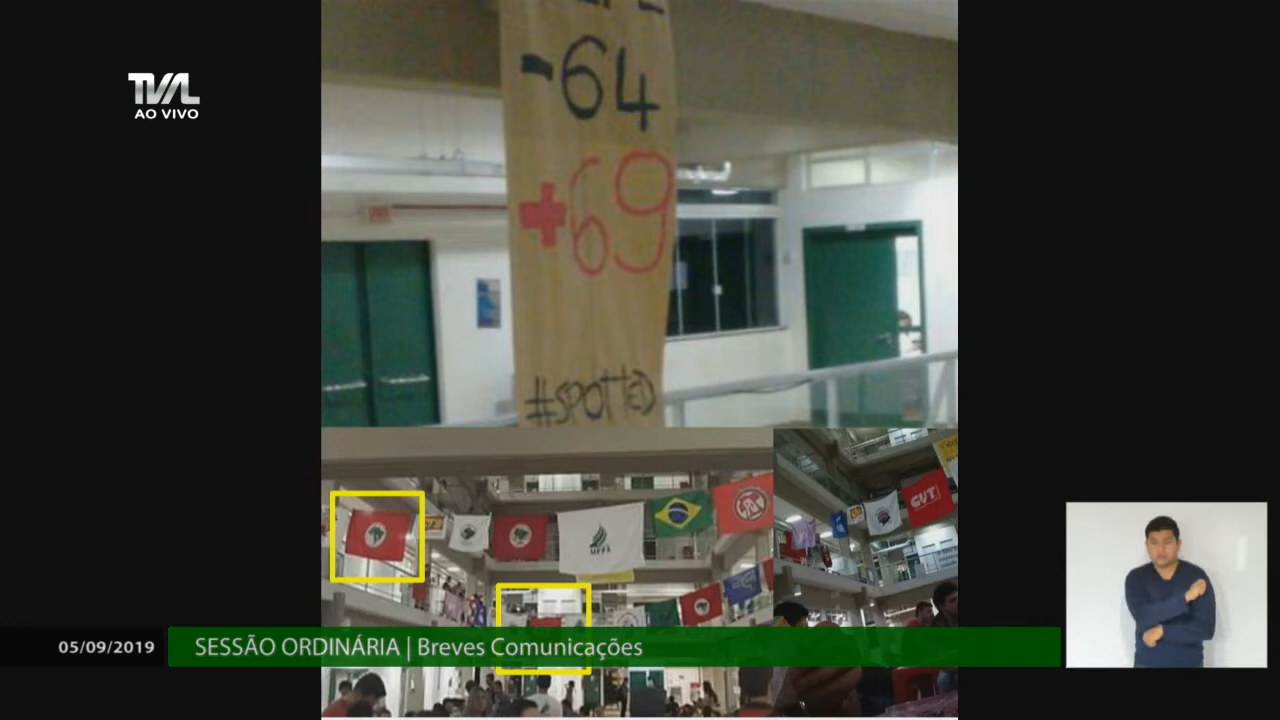 TVAL
AO VIVO
-64
+69
#SPOTTED
UFFS
CUT
05/09/2019
SESSÃO ORDINÁRIA | Breves Comunicações